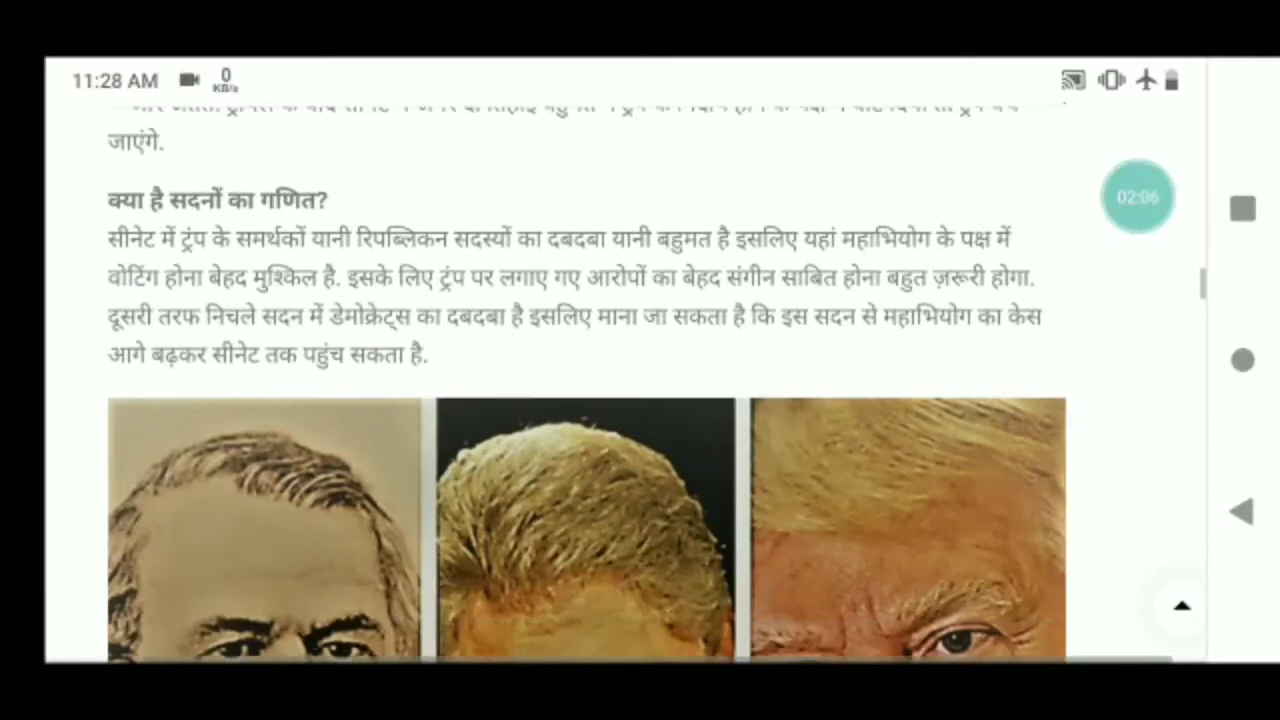 11:28 AM
0
KB/s
जाएंगे.
02:06
क्या है सदनों का गणित?
सीनेट में ट्रंप के समर्थकों यानी रिपब्लिकन सदस्यों का दबदबा यानी बहुमत है इसलिए यहां महाभियोग के पक्ष में
वोटिंग होना बेहद मुश्किल है. इसके लिए ट्रंप पर लगाए गए आरोपों का बेहद संगीन साबित होना बहुत ज़रूरी होगा.
दूसरी तरफ निचले सदन में डेमोक्रेट्स का दबदबा है इसलिए माना जा सकता है कि इस सदन से महाभियोग का केस
आगे बढ़कर सीनेट तक पहुंच सकता है.